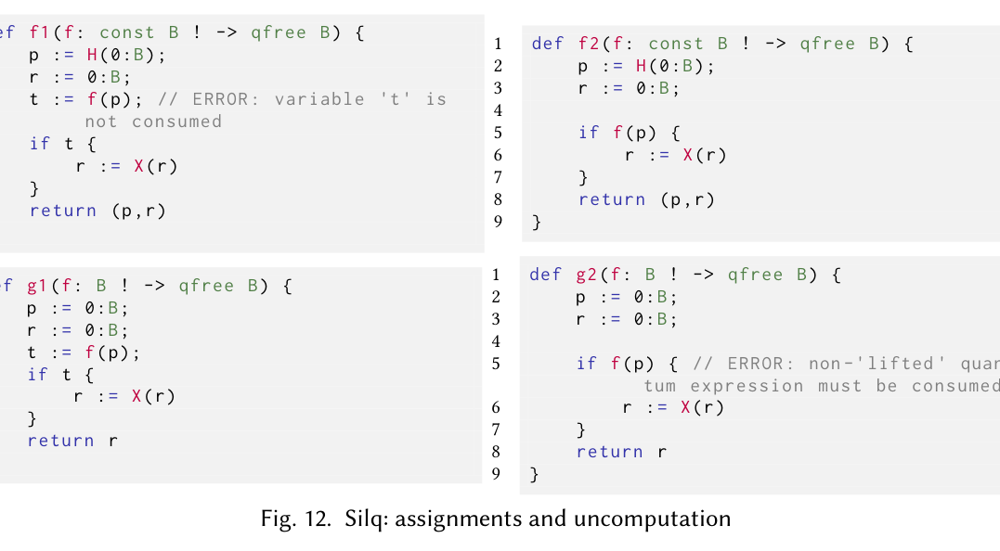 ef f1(f: const B ! -> qfree B) {
p := H(0:B);
r := 0:B;
t := f(p); // ERROR: variable 't' is
not consumed
if t {
r := X(r)
}
return (p,r)
1 def f2(f: const B ! -> qfree B) {
2 p := H(0:B);
3 r := 0:B;
4
5 if f(p) {
6 r := X(r)
7 }
8 return (p,r)
9 }
ef g1(f: B ! -> qfree B) {
p := 0:B;
r := 0:B;
t := f(p);
if t {
r := X(r)
}
return r
1 def g2(f: B ! -> qfree B) {
2 p := 0:B;
3 r := 0:B;
4
5 if f(p) { // ERROR: non-'lifted' quan
tum expression must be consumed
6 r := X(r)
7 }
8 return r
9 }
Fig. 12. Silq: assignments and uncomputation